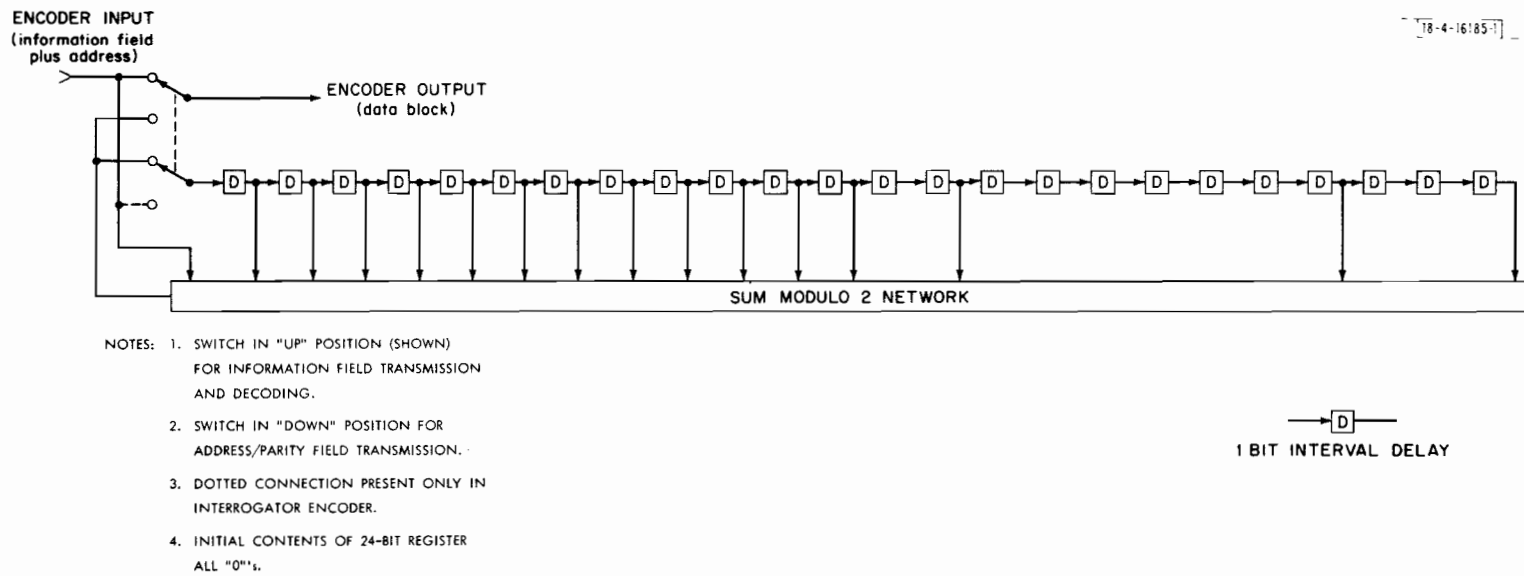 ENCODER INPUT
(information field
plus address)
18-4-16185-1
ENCODER OUTPUT
(data block)
D D D D D D D D D D D D D D D D D D D D D D D D
SUM MODULO 2 NETWORK
NOTES: 1. SWITCH IN "UP" POSITION (SHOWN)
FOR INFORMATION FIELD TRANSMISSION
AND DECODING.
2. SWITCH IN "DOWN" POSITION FOR
ADDRESS/PARITY FIELD TRANSMISSION.
3. DOTTED CONNECTION PRESENT ONLY IN
INTERROGATOR ENCODER.
4. INITIAL CONTENTS OF 24-BIT REGISTER
ALL "0"'s.
D
1 BIT INTERVAL DELAY